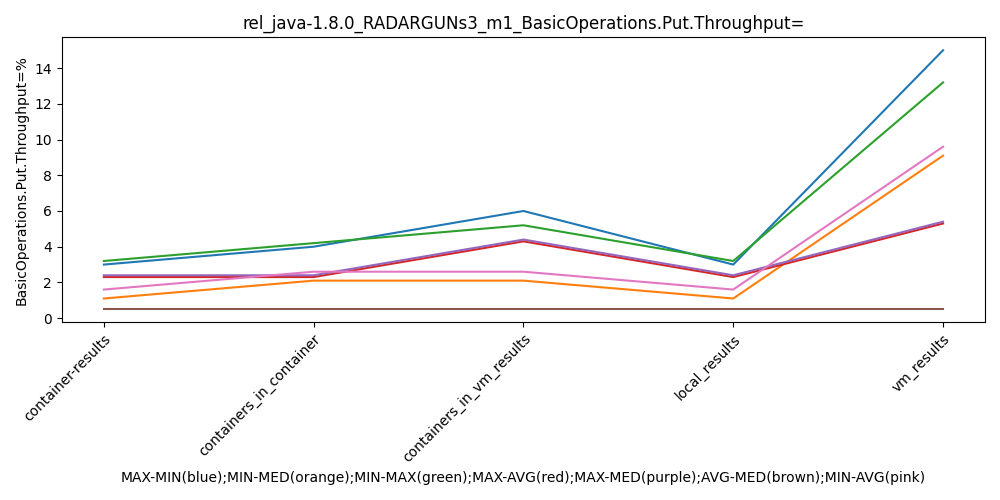 rel_java-1.8.0_RADARGUNs3_m1_BasicOperations.Put.Throughput=
BasicOperations.Put.Throughput=%
14
12
10
8
6
4
2
0
container-results
containers_in_container
containers_in_vm_results
local_results
vm_results
MAX-MIN(blue);MIN-MED(orange);MIN-MAX(green);MAX-AVG(red);MAX-MED(purple);AVG-MED(brown);MIN-AVG(pink)